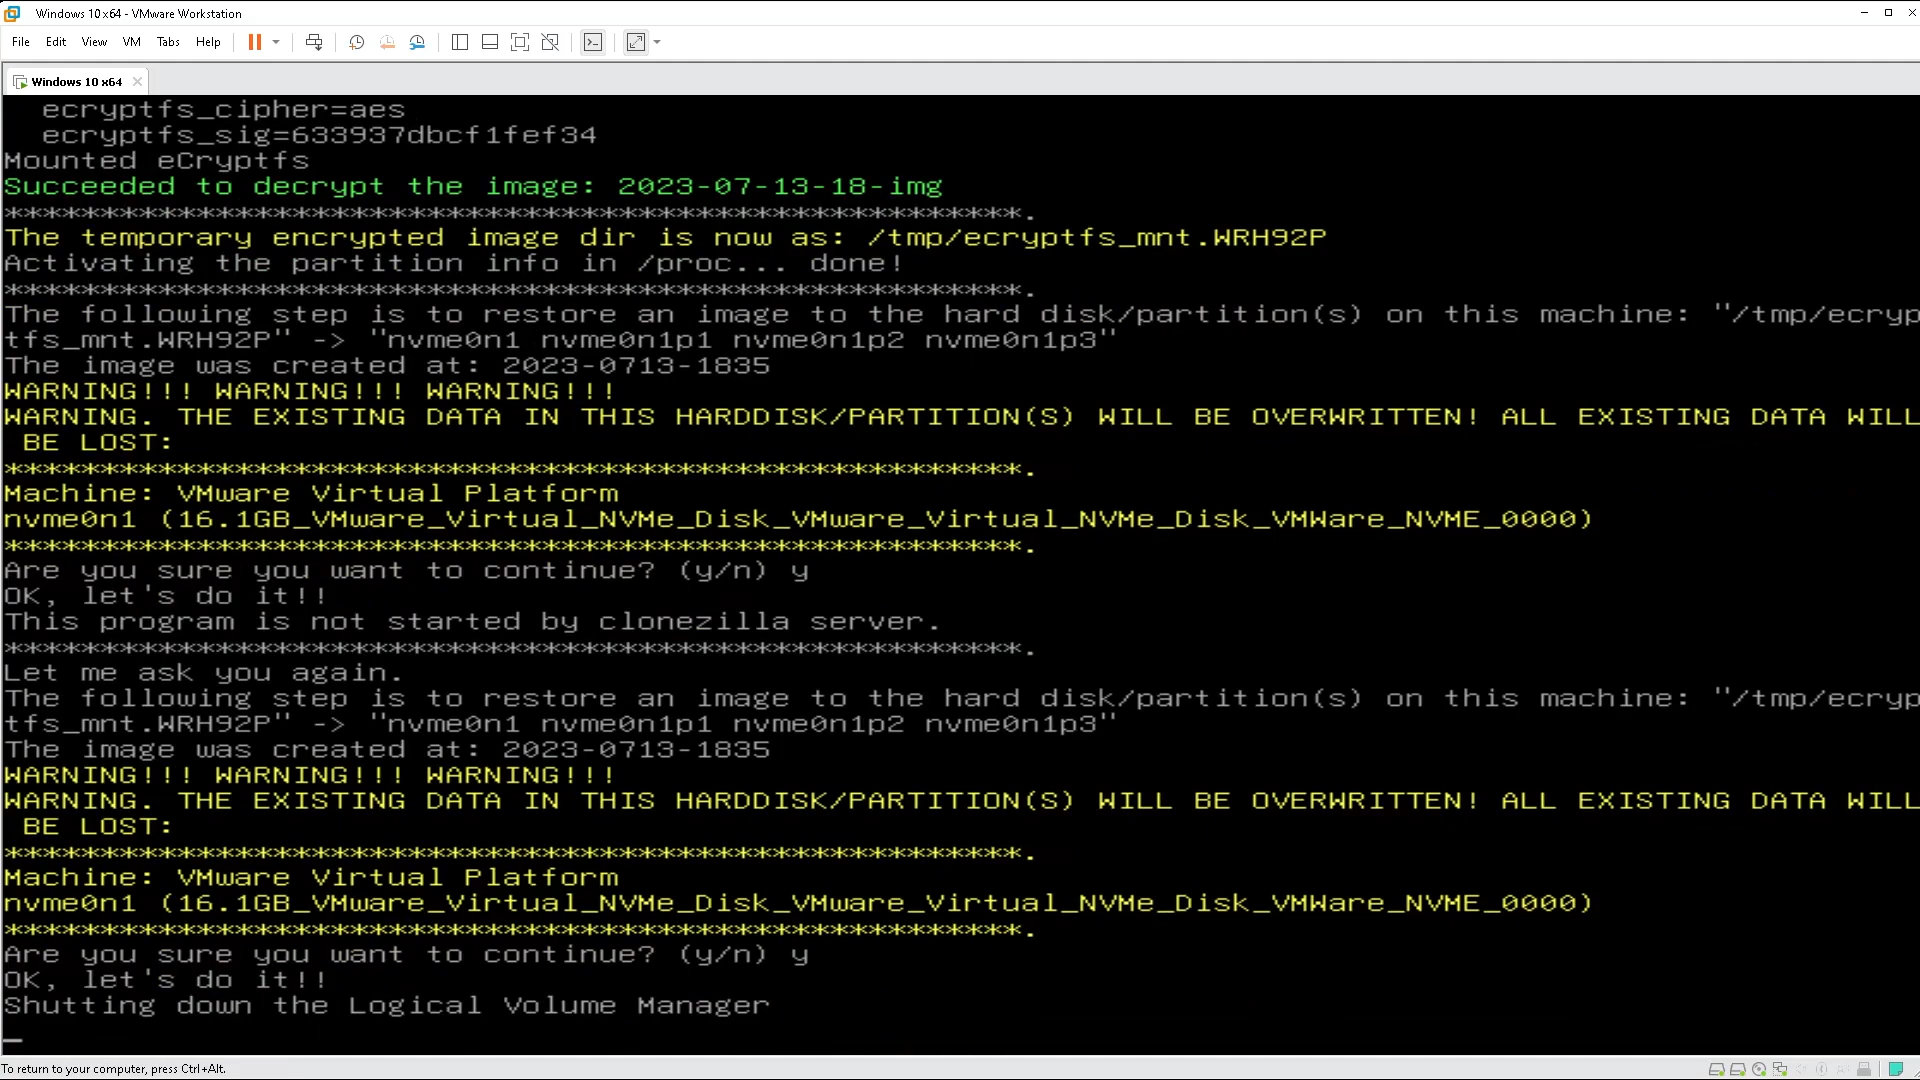 Windows 10 x64 - VMware Workstation
File Edit View VM Tabs Help
Windows 10 x64
ecryptfs_cipher=aes
ecryptfs_sig=633937dbcf1fef34
Mounted eCryptfs
Succeeded to decrypt the image: 2023-07-13-18-img
*****************************************************.
The temporary encrypted image dir is now as: /tmp/ecryptfs_mnt.WRH92P
Activating the partition info in /proc... done!
*****************************************************.
The following step is to restore an image to the hard disk/partition(s) on this machine: "/tmp/ecryp
tfs_mnt.WRH92P" -> "nvme0n1 nvme0n1p1 nvme0n1p2 nvme0n1p3"
The image was created at: 2023-0713-1835
WARNING!!! WARNING!!! WARNING!!!
WARNING. THE EXISTING DATA IN THIS HARDDISK/PARTITION(S) WILL BE OVERWRITTEN! ALL EXISTING DATA WILL
BE LOST:
*****************************************************.
Machine: VMware Virtual Platform
nvme0n1 (16.1GB_VMware_Virtual_NVMe_Disk_VMware_Virtual_NVMe_Disk_VMWare_NVME_0000)
*****************************************************.
Are you sure you want to continue? (y/n) y
OK, let's do it!!
This program is not started by clonezilla server.
*****************************************************.
Let me ask you again.
The following step is to restore an image to the hard disk/partition(s) on this machine: "/tmp/ecryp
tfs_mnt.WRH92P" -> "nvme0n1 nvme0n1p1 nvme0n1p2 nvme0n1p3"
The image was created at: 2023-0713-1835
WARNING!!! WARNING!!! WARNING!!!
WARNING. THE EXISTING DATA IN THIS HARDDISK/PARTITION(S) WILL BE OVERWRITTEN! ALL EXISTING DATA WILL
BE LOST:
*****************************************************.
Machine: VMware Virtual Platform
nvme0n1 (16.1GB_VMware_Virtual_NVMe_Disk_VMware_Virtual_NVMe_Disk_VMWare_NVME_0000)
*****************************************************.
Are you sure you want to continue? (y/n) y
OK, let's do it!!
Shutting down the Logical Volume Manager
To return to your computer, press Ctrl+Alt.